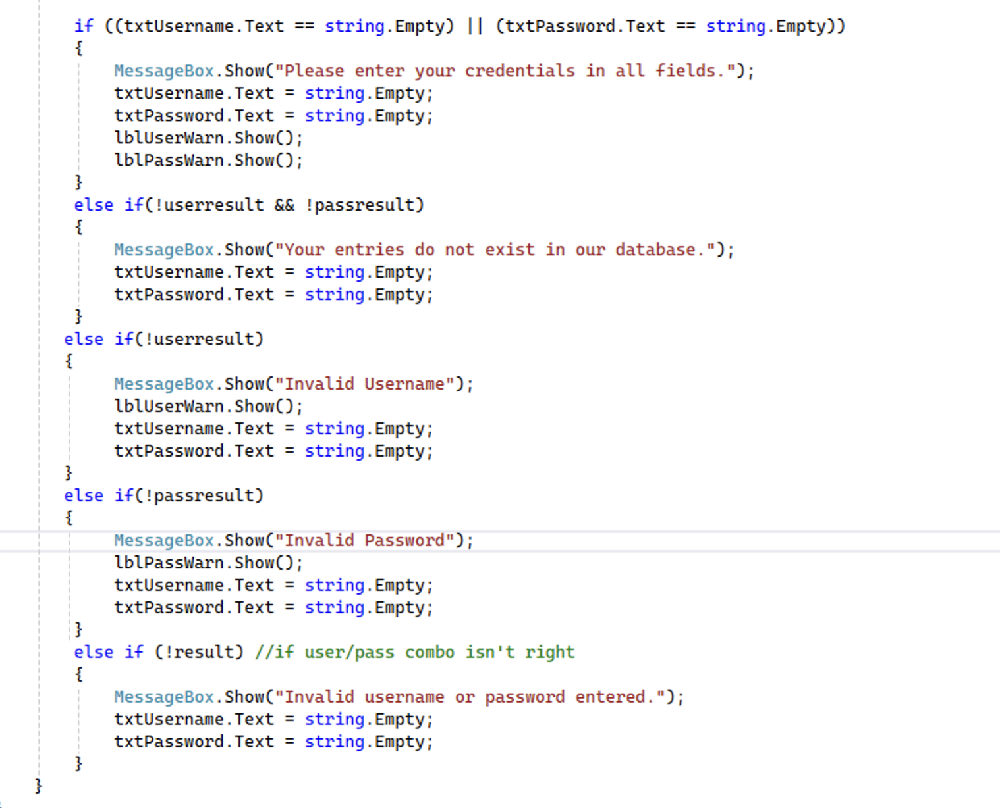 if ((txtUsername.Text == string.Empty) || (txtPassword.Text == string.Empty))
{
MessageBox.Show("Please enter your credentials in all fields.");
txtUsername.Text = string.Empty;
txtPassword.Text = string.Empty;
lblUserWarn.Show();
lblPassWarn.Show();
}
else if(!userresult && !passresult)
{
MessageBox.Show("Your entries do not exist in our database.");
txtUsername.Text = string.Empty;
txtPassword.Text = string.Empty;
}
else if(!userresult)
{
MessageBox.Show("Invalid Username");
lblUserWarn.Show();
txtUsername.Text = string.Empty;
txtPassword.Text = string.Empty;
}
else if(!passresult)
{
MessageBox.Show("Invalid Password");
lblPassWarn.Show();
txtUsername.Text = string.Empty;
txtPassword.Text = string.Empty;
}
else if (!result) //if user/pass combo isn't right
{
MessageBox.Show("Invalid username or password entered.");
txtUsername.Text = string.Empty;
txtPassword.Text = string.Empty;
}
}